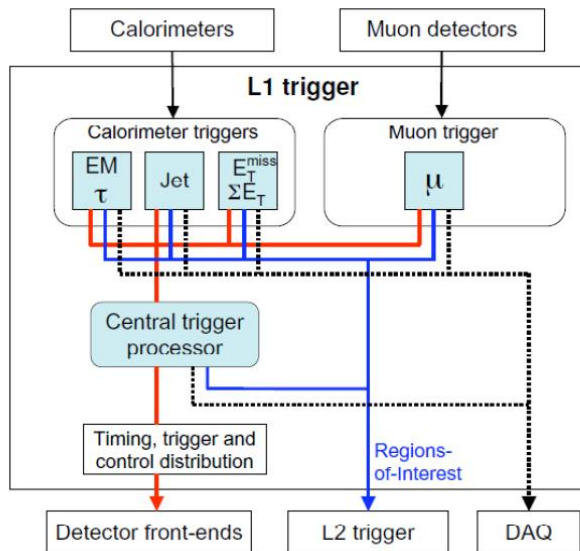 Calorimeters
Muon detectors
L1 trigger
Calorimeter triggers
Muon trigger
EM
τ
Jet
E_T^miss
ΣE_T
μ
Central trigger
processor
Timing, trigger and
control distribution
Regions-
of-Interest
Detector front-ends
L2 trigger
DAQ